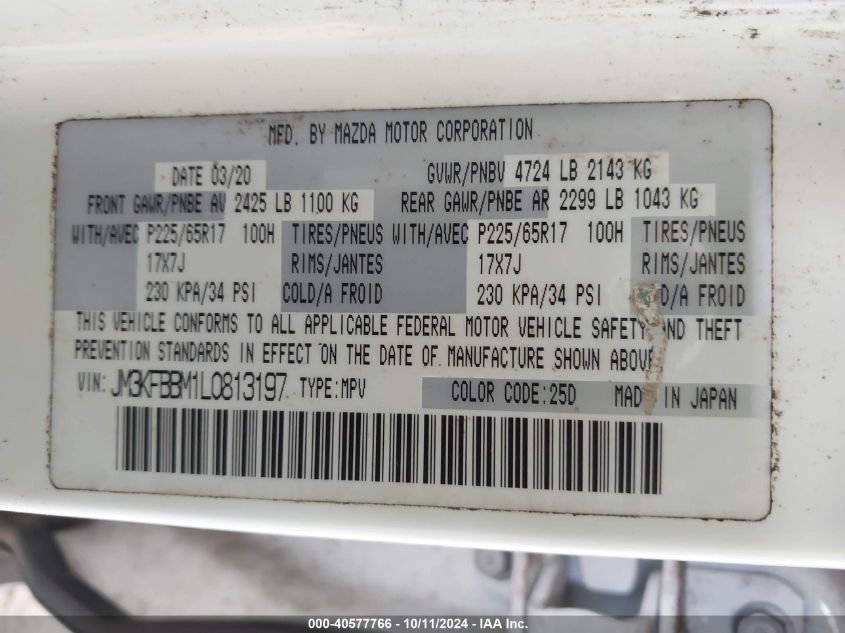 MFD. BY MAZDA MOTOR CORPORATION
DATE 03/20 GVWR/PNBV 4724 LB 2143 KG
FRONT GAWR/PNBE AV 2425 LB 1100 KG REAR GAWR/PNBE AR 2299 LB 1043 KG
WITH/AVEC P225/65R17 100H TIRES/PNEUS WITH/AVEC P225/65R17 100H TIRES/PNEUS
17X7J RIMS/JANTES 17X7J RIMS/JANTES
230 KPA/34 PSI COLD/A FROID 230 KPA/34 PSI D/A FROID
THIS VEHICLE CONFORMS TO ALL APPLICABLE FEDERAL MOTOR VEHICLE SAFETY AND THEFT
PREVENTION STANDARDS IN EFFECT ON THE DATE OF MANUFACTURE SHOWN ABOVE
VIN: JM3KFBBM1L0813197 TYPE:MPV COLOR CODE:25D MADE IN JAPAN
000-40577766 - 10/11/2024 - IAAI Inc.